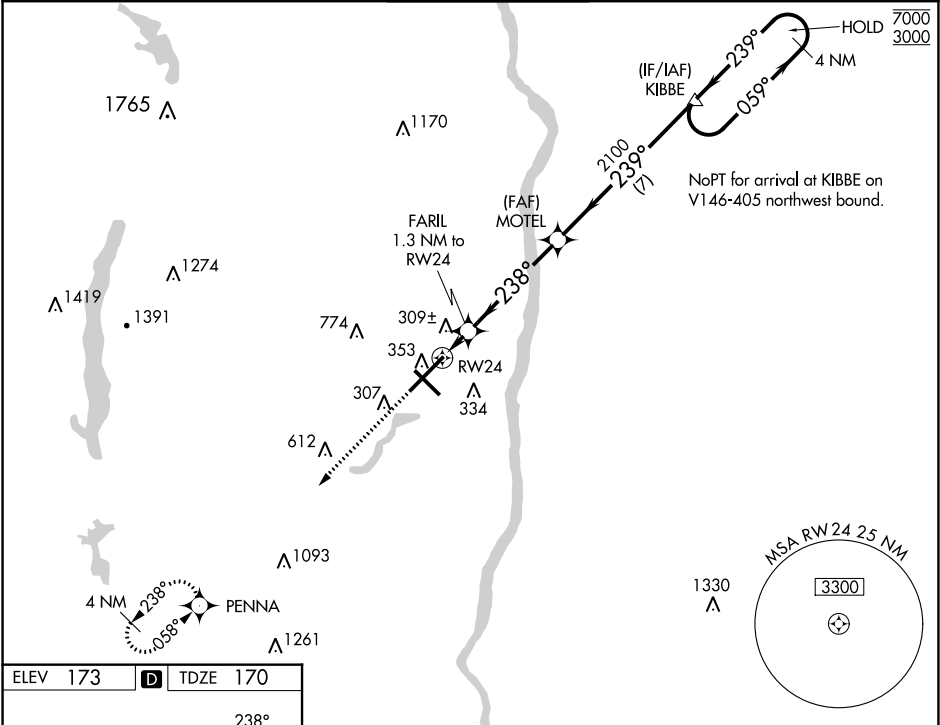 HOLD
7000
3000
239°
059°
4 NM
(IF/IAF)
KIBBE
1765
1170
2100
239°
(7)
NoPT for arrival at KIBBE on
V146-405 northwest bound.
(FAF)
MOTEL
FARIL
1.3 NM to
RW24
238°
1274
1419
1391
774
309±
353
RW24
307
334
612
1093
4 NM
238°
058°
PENNA
1261
1330
MSA RW24 25 NM
3300
ELEV 173 D TDZE 170
238°